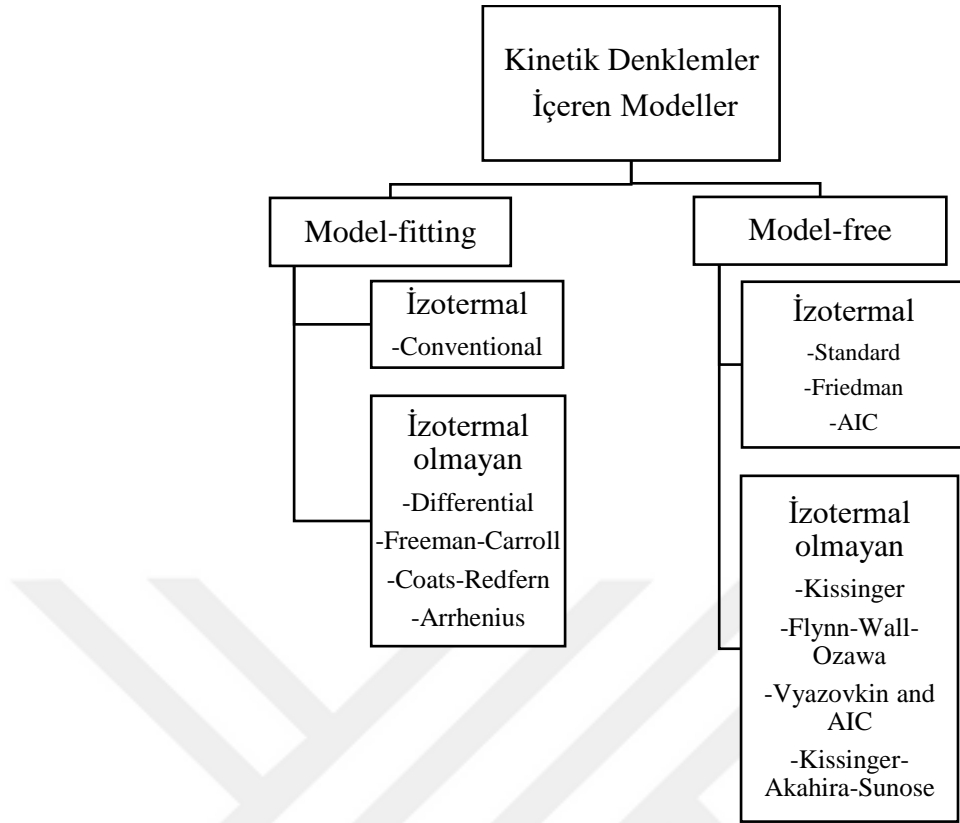 Kinetik Denklemler
İçeren Modeller
Model-fitting
İzotermal
-Conventional
İzotermal
olmayan
-Differential
-Freeman-Carroll
-Coats-Redfern
-Arrhenius
Model-free
İzotermal
-Standard
-Friedman
-AIC
İzotermal
olmayan
-Kissinger
-Flynn-Wall-
Ozawa
-Vyazovkin and
AIC
-Kissinger-
Akahira-Sunose